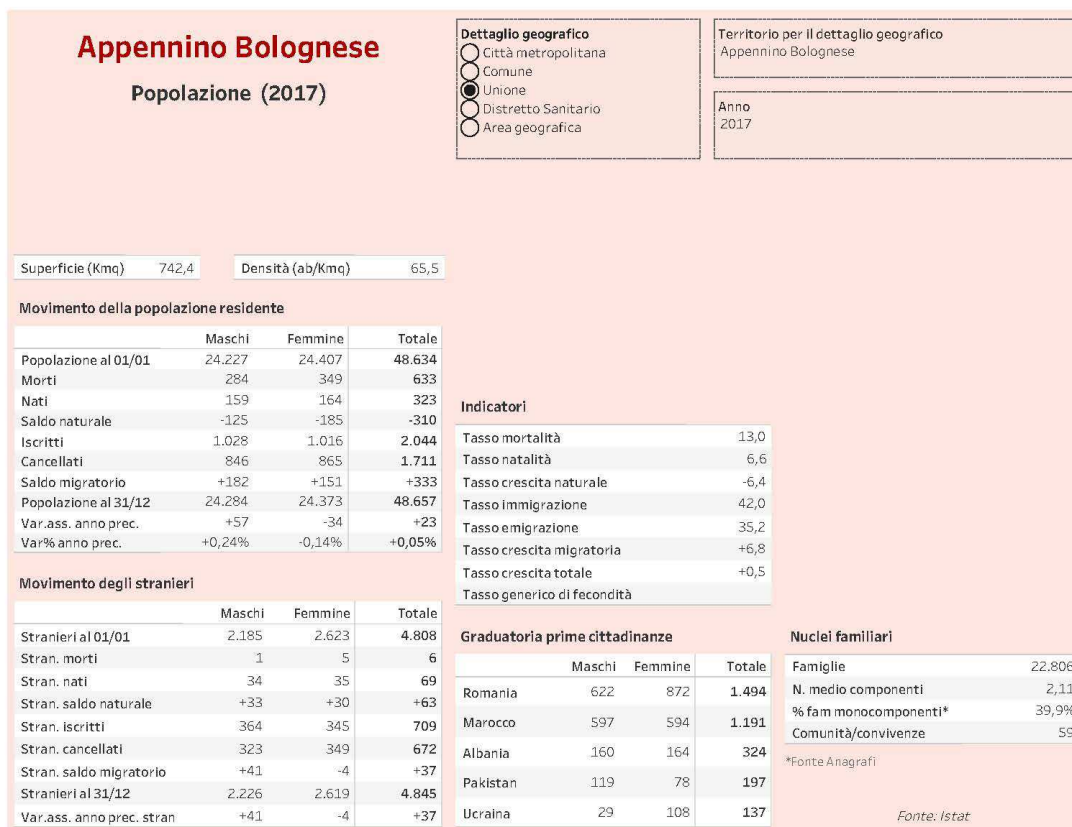 Appennino Bolognese
Popolazione (2017)
Dettaglio geografico
Città metropolitana
Comune
Unione
Distretto Sanitario
Area geografica
Territorio per il dettaglio geografico
Appennino Bolognese
Anno
2017
Superficie (Kmq) 742,4
Densità (ab/Kmq) 65,5
Movimento della popolazione residente
Maschi Femmine Totale
Popolazione al 01/01 24.227 24.407 48.634
Morti 284 349 633
Nati 159 164 323
Saldo naturale -125 -185 -310
Iscritti 1.028 1.016 2.044
Cancellati 846 865 1.711
Saldo migratorio +182 +151 +333
Popolazione al 31/12 24.284 24.373 48.657
Var.ass. anno prec. +57 -34 +23
Var% anno prec. +0,24% -0,14% +0,05%
Movimento degli stranieri
Maschi Femmine Totale
Stranieri al 01/01 2.185 2.623 4.808
Stran. morti 1 5 6
Stran. nati 34 35 69
Stran. saldo naturale +33 +30 +63
Stran. iscritti 364 345 709
Stran. cancellati 323 349 672
Stran. saldo migratorio +41 -4 +37
Stranieri al 31/12 2.226 2.619 4.845
Var.ass. anno prec. stran +41 -4 +37
Indicatori
Tasso mortalità 13,0
Tasso natalità 6,6
Tasso crescita naturale -6,4
Tasso immigrazione 42,0
Tasso emigrazione 35,2
Tasso crescita migratoria +6,8
Tasso crescita totale +0,5
Tasso generico di fecondità
Graduatoria prime cittadinanze
Maschi Femmine Totale
Romania 622 872 1.494
Marocco 597 594 1.191
Albania 160 164 324
Pakistan 119 78 197
Ucraina 29 108 137
Nuclei familiari
Famiglie 22.806
N. medio componenti 2,11
% fam monocomponenti* 39,9%
Comunità/convivenze 59
*Fonte Anagrafi
Fonte: Istat